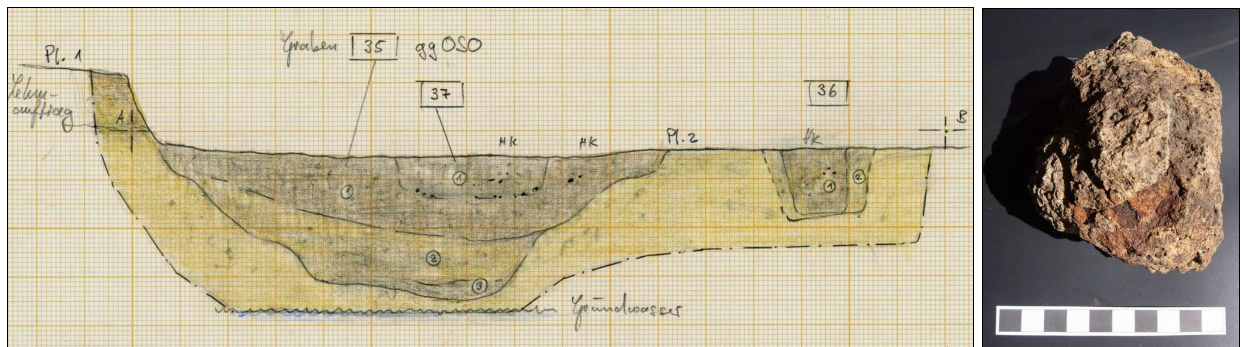 Pl. 1
Graben 35 gg OSO
37
36
Lehm-
auftrag
A
B
HK
HK
Pl. 2
HK
1
1
1
2
2
3
Grundwasser